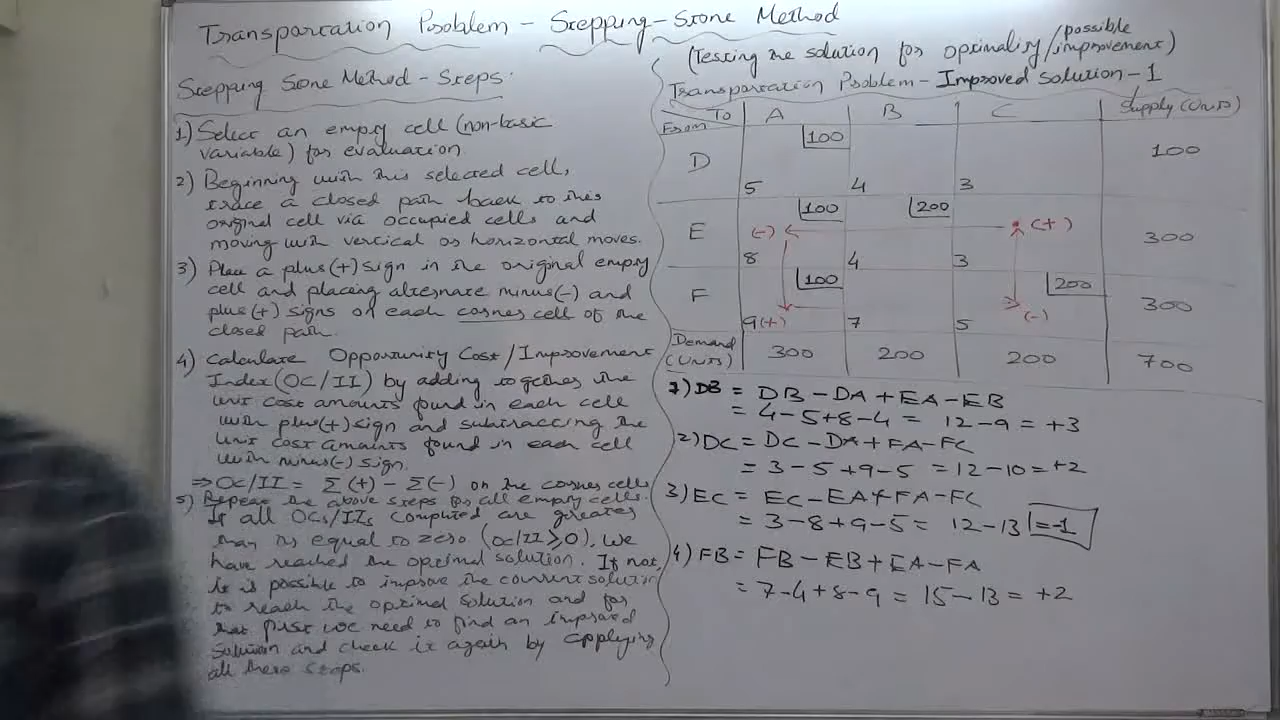 Transportation Problem - Stepping-Stone Method
(Testing the solution for optimality/possible improvement)
Stepping Stone Method - Steps:
1) Select an empty cell (non-basic
variable) for evaluation.
2) Beginning with this selected cell,
trace a closed path back to this
original cell via occupied cells and
moving with vertical or horizontal moves.
3) Place a plus(+) sign in the original empty
cell and placing alternate minus(-) and
plus(+) signs on each corner cell of the
closed path.
4) Calculate Opportunity Cost/Improvement
Index (OC/II) by adding together the
unit cost amounts found in each cell
with plus(+) sign and subtracting the
unit cost amounts found in each cell
with minus(-) sign.
⇒ OC/II = Σ(+) - Σ(-) on the corner cells
5) Repeat the above steps for all empty cells.
If all OCs/IIs computed are greater
than or equal to zero (OC/II ≥ 0), we
have reached the optimal solution. If not,
it is possible to improve the current solution
to reach the optimal solution and for
that first we need to find an improved
solution and check it again by applying
all these steps.
Transportation Problem - Improved Solution - 1
To
From A B C Supply (Units)
100
D 100
5 4 3
100 200
E (-) (+) 300
8 4 3
100 200
F 300
9(+) 7 5 (-)
Demand
(Units) 300 200 200 700
1) DB = DB - DA + EA - EB
= 4 - 5 + 8 - 4 = 12 - 9 = +3
2) DC = DC - DA + FA - FC
= 3 - 5 + 9 - 5 = 12 - 10 = +2
3) EC = EC - EA + FA - FC
= 3 - 8 + 9 - 5 = 12 - 13 = -1
4) FB = FB - EB + EA - FA
= 7 - 4 + 8 - 9 = 15 - 13 = +2